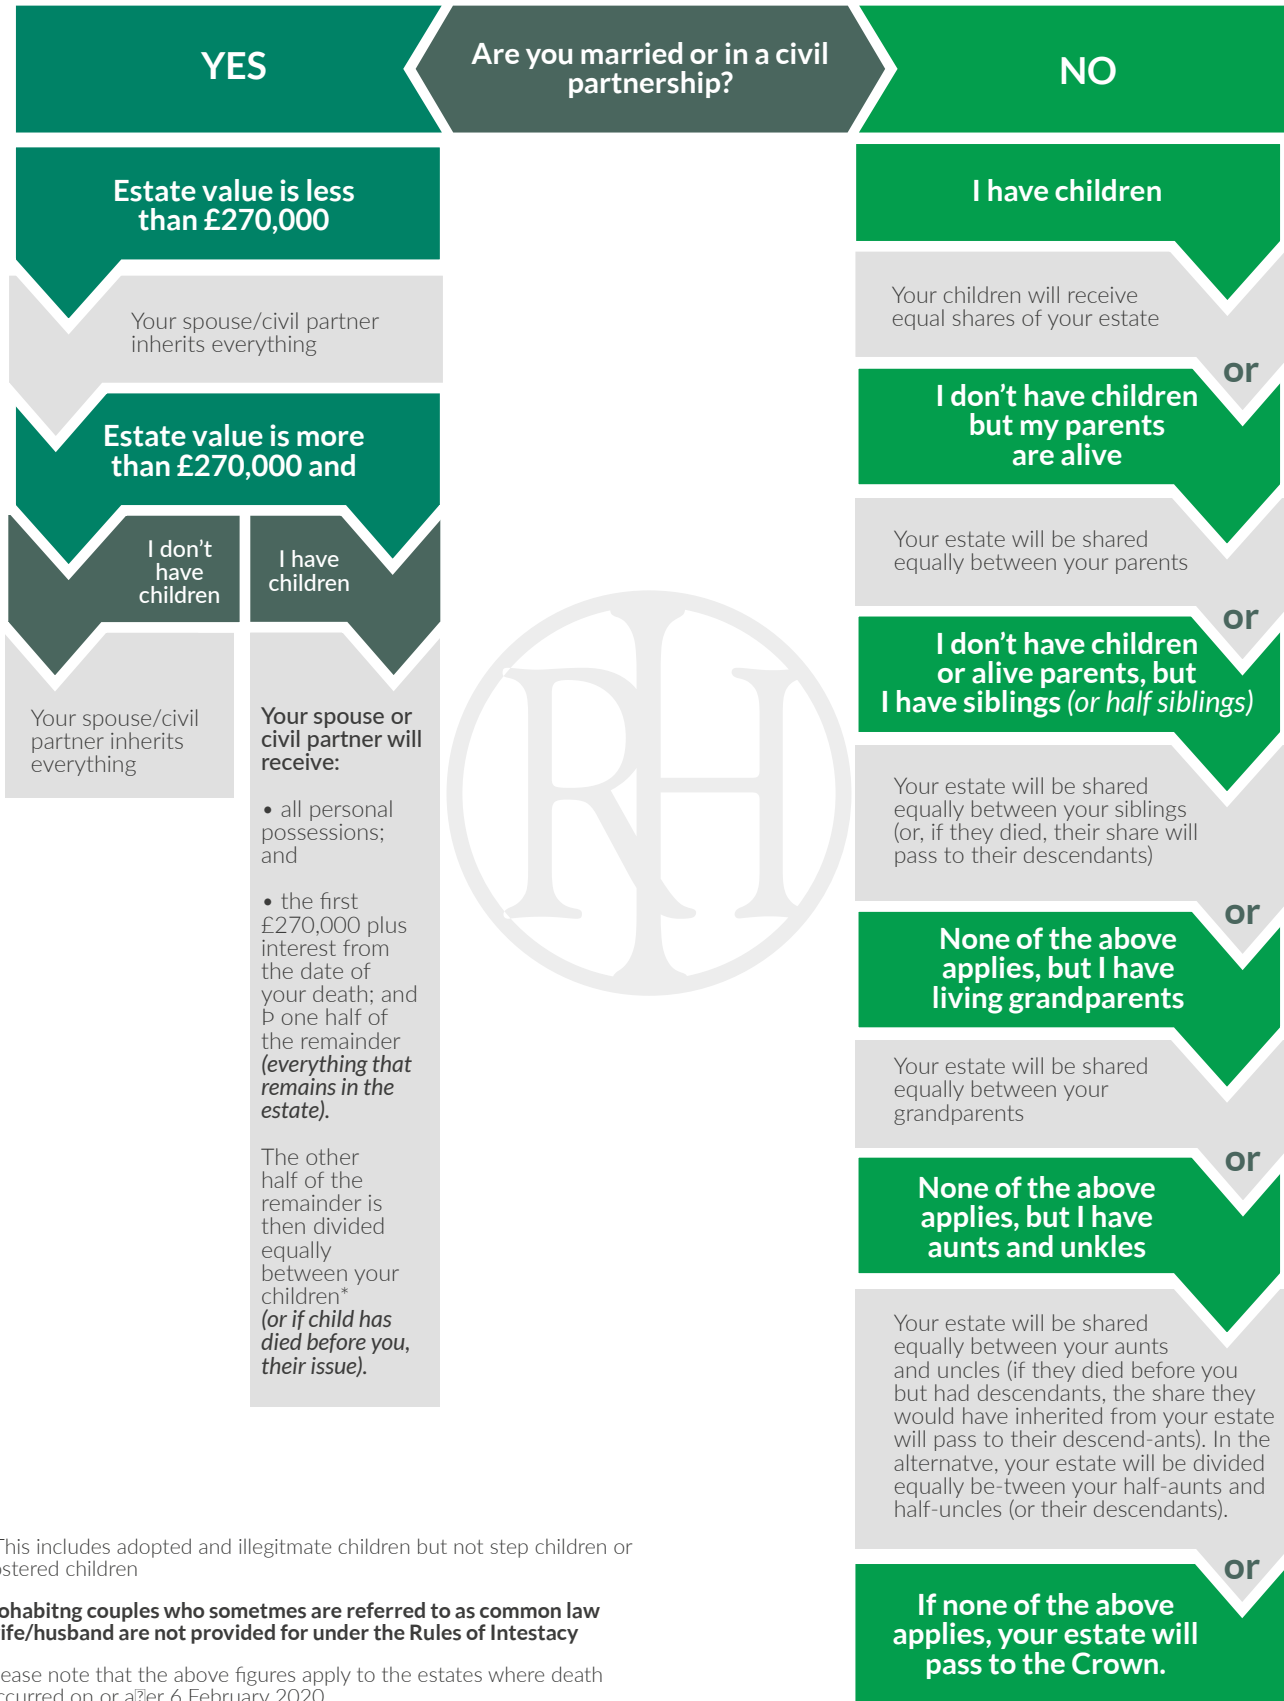 YES
Are you married or in a civil
partnership?
NO
Estate value is less
than £270,000
Your spouse/civil partner
inherits everything
Estate value is more
than £270,000 and
I don't
have
children
I have
children
Your spouse/civil
partner inherits
everything
Your spouse or
civil partner will
receive:
• all personal
possessions;
and
• the first
£270,000 plus
interest from
the date of
your death; and
Þ one half of
the remainder
(everything that
remains in the
estate).
The other
half of the
remainder is
then divided
equally
between your
children*
(or if child has
died before you,
their issue).
I have children
Your children will receive
equal shares of your estate
or
I don't have children
but my parents
are alive
Your estate will be shared
equally between your parents
or
I don't have children
or alive parents, but
I have siblings (or half siblings)
Your estate will be shared
equally between your siblings
(or, if they died, their share will
pass to their descendants)
or
None of the above
applies, but I have
living grandparents
Your estate will be shared
equally between your
grandparents
or
None of the above
applies, but I have
aunts and unkles
Your estate will be shared
equally between your aunts
and uncles (if they died before you
but had descendants, the share they
would have inherited from your estate
will pass to their descend-ants). In the
alternatve, your estate will be divided
equally be-tween your half-aunts and
half-uncles (or their descendants).
or
If none of the above
applies, your estate will
pass to the Crown.
RH
This includes adopted and illegitmate children but not step children or
ostered children
ohabitng couples who sometmes are referred to as common law
ife/husband are not provided for under the Rules of Intestacy
ease note that the above figures apply to the estates where death
ccurred on or a�er 6 February 2020